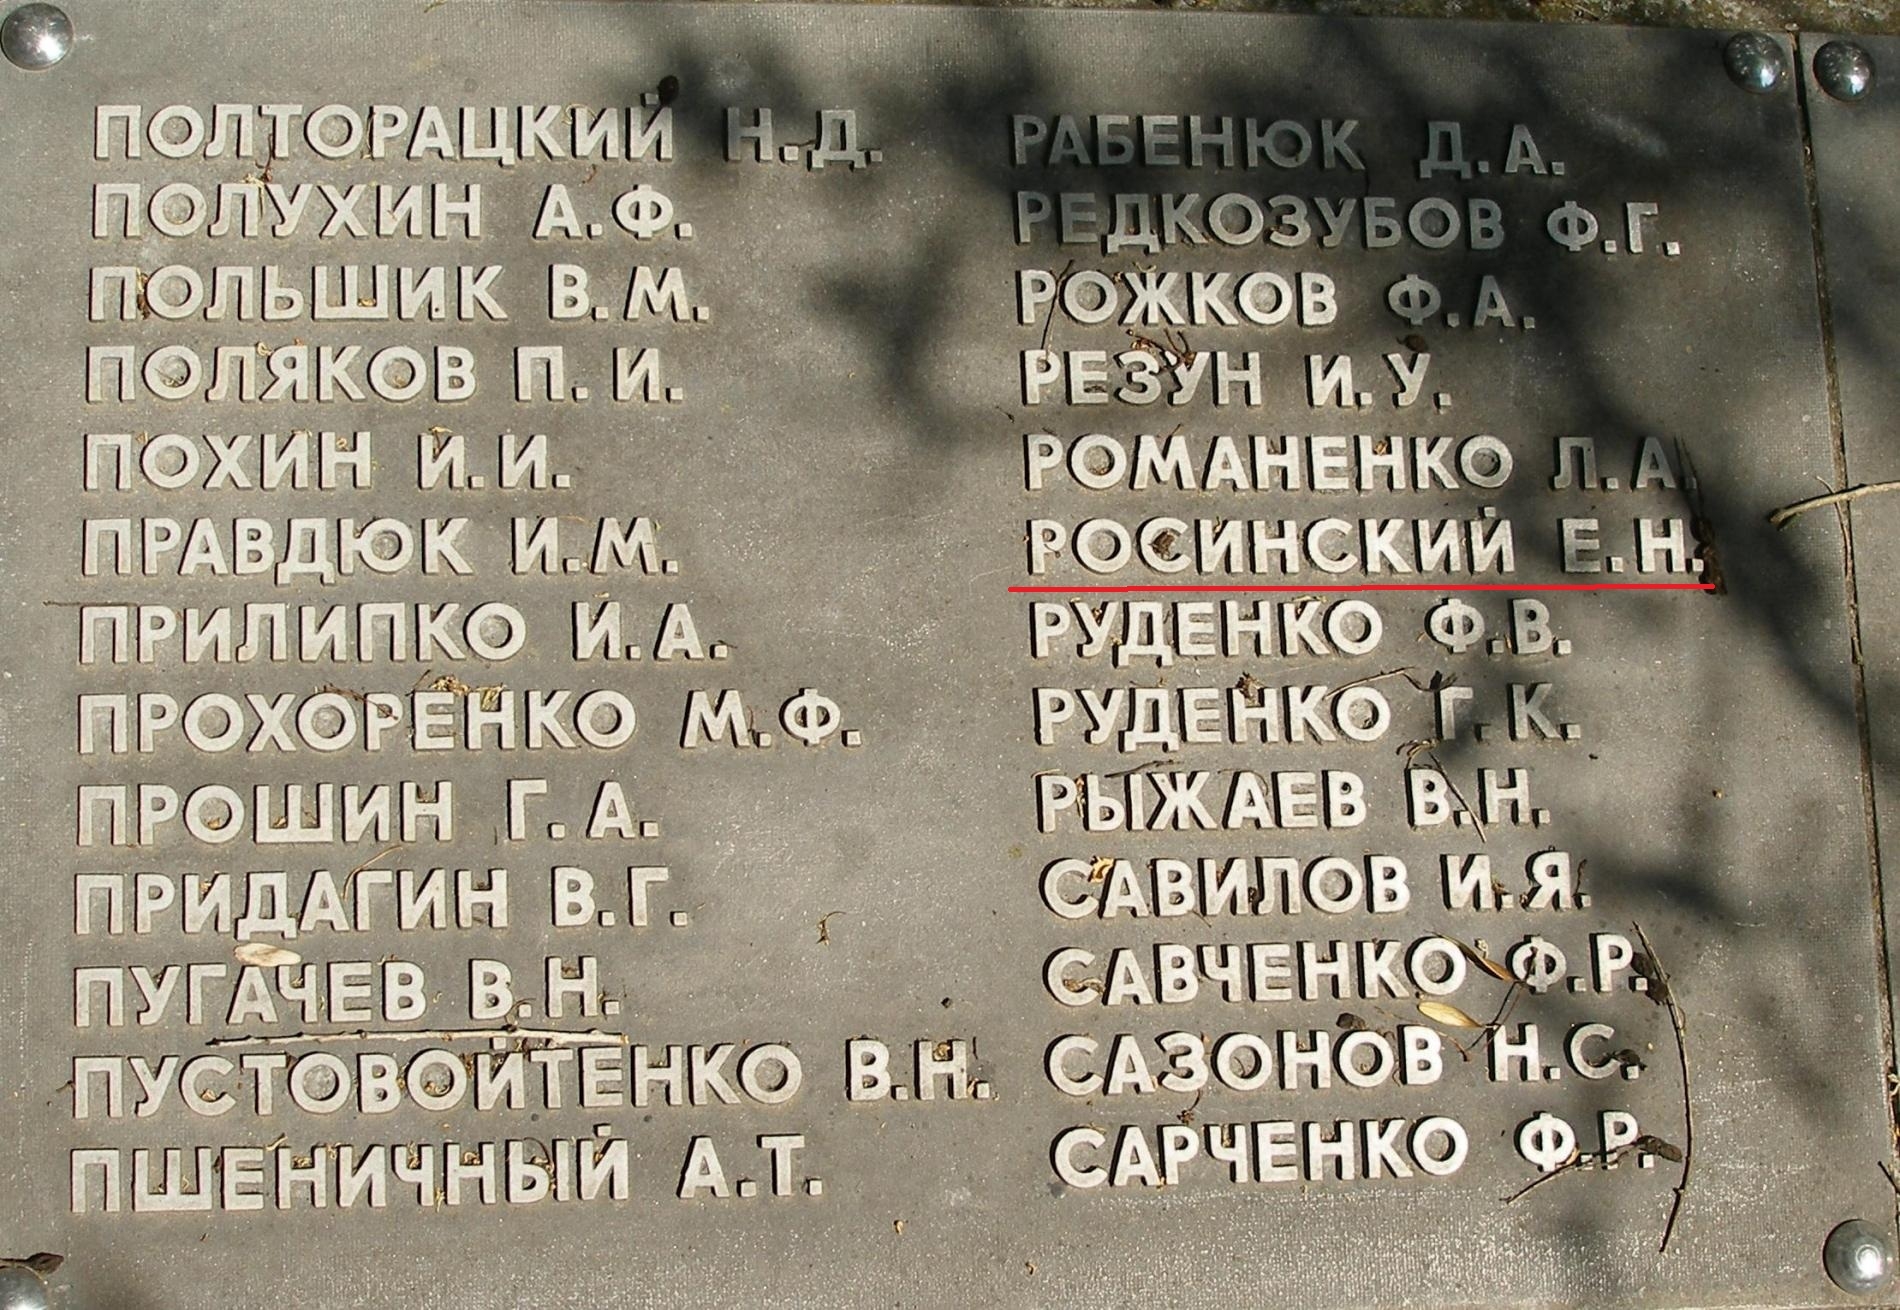 ПОЛТОРАЦКИЙ Н.Д.
ПОЛУХИН А.Ф.
ПОЛЬШИК В.М.
ПОЛЯКОВ П.И.
ПОХИН И.И.
ПРАВДЮК И.М.
ПРИЛИПКО И.А.
ПРОХОРЕНКО М.Ф.
ПРОШИН Г.А.
ПРИДАГИН В.Г.
ПУГАЧЕВ В.Н.
ПУСТОВОЙТЕНКО В.Н.
ПШЕНИЧНЫЙ А.Т.
РАБЕНЮК Д.А.
РЕДКОЗУБОВ Ф.Г.
РОЖКОВ Ф.А.
РЕЗУН И.У.
РОМАНЕНКО Л.А.
РОСИНСКИЙ Е.Н.
РУДЕНКО Ф.В.
РУДЕНКО Г.К.
РЫЖАЕВ В.Н.
САВИЛОВ И.Я.
САВЧЕНКО Ф.Р.
САЗОНОВ Н.С.
САРЧЕНКО Ф.Р.